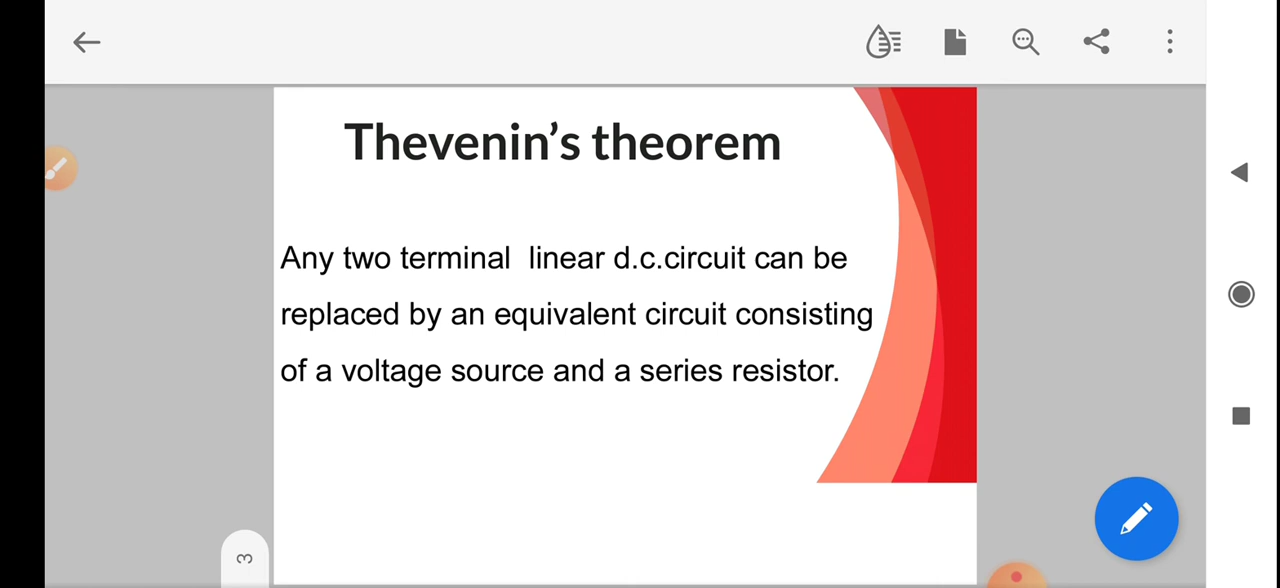 Thevenin’s theorem
Any two terminal  linear d.c.circuit can be
replaced by an equivalent circuit consisting
of a voltage source and a series resistor.
3